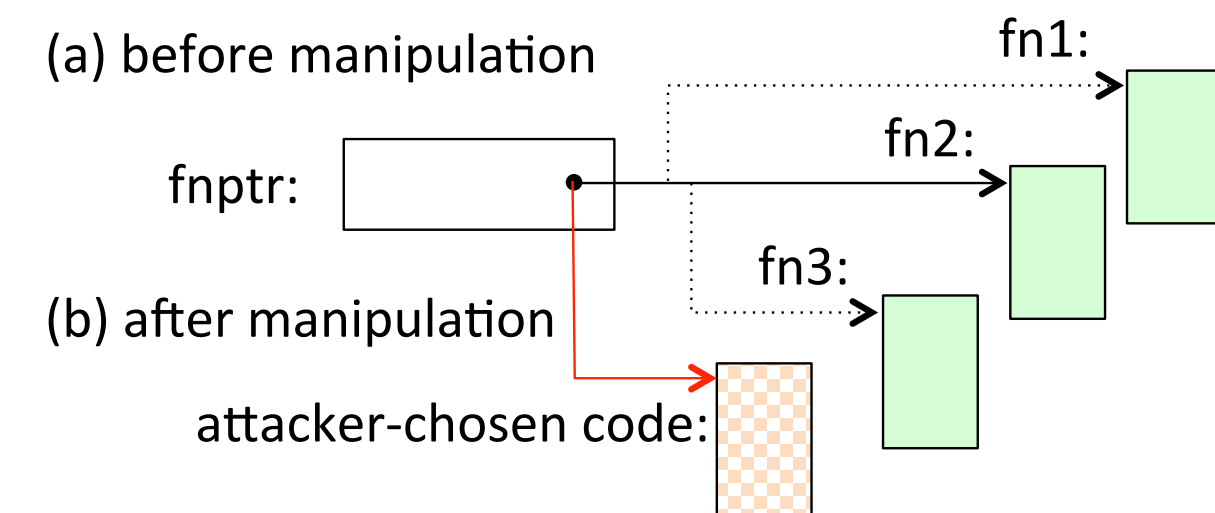 (a) before manipulation
fn1:
fn2:
fnptr:
fn3:
(b) after manipulation
attacker-chosen code: